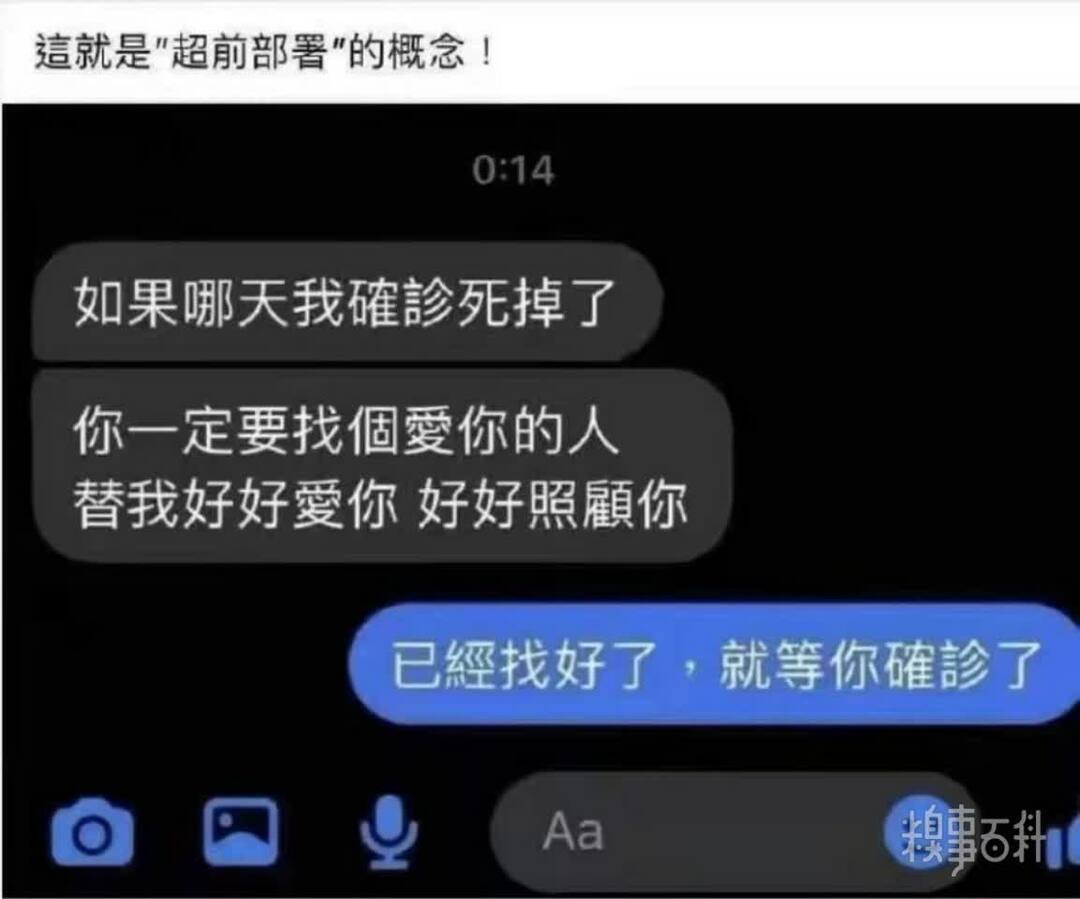 這就是"超前部署"的概念！
0:14
如果哪天我確診死掉了
你一定要找個愛你的人
替我好好愛你 好好照顧你
已經找好了，就等你確診了
Aa
糗事百科